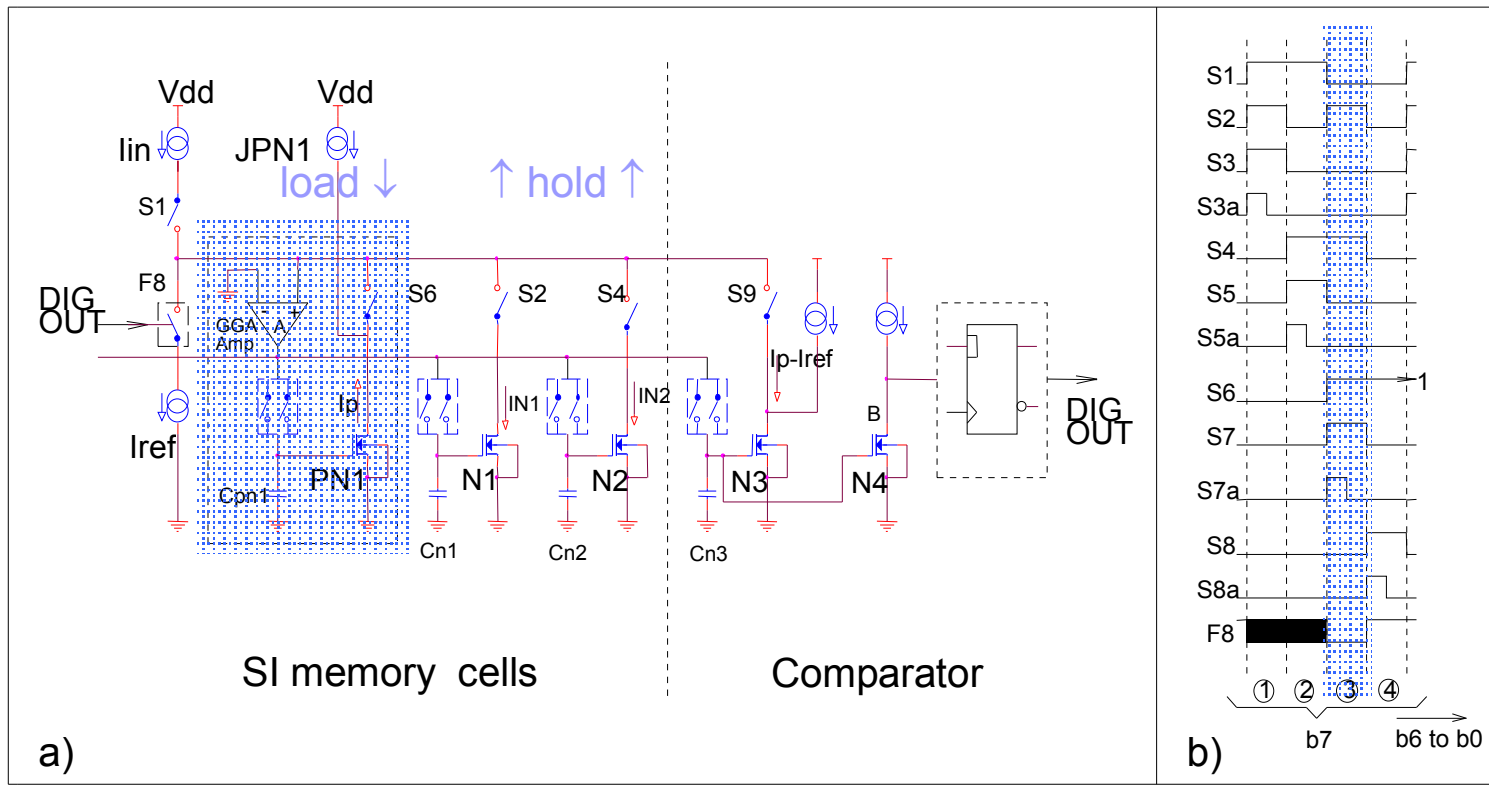 Vdd
Vdd
Iin
JPN1
load ↓
↑ hold ↑
S1
F8
DIG
OUT
GGA
Amp
- +
A
S6
S2
S4
S9
Ip-Iref
Ip
IN1
IN2
B
Iref
PN1
N1
N2
N3
N4
DIG
OUT
Cpn1
Cn1
Cn2
Cn3
SI memory cells
Comparator
a)
S1
S2
S3
S3a
S4
S5
S5a
S6
1
S7
S7a
S8
S8a
F8
① ② ③ ④
b7
b6 to b0
b)